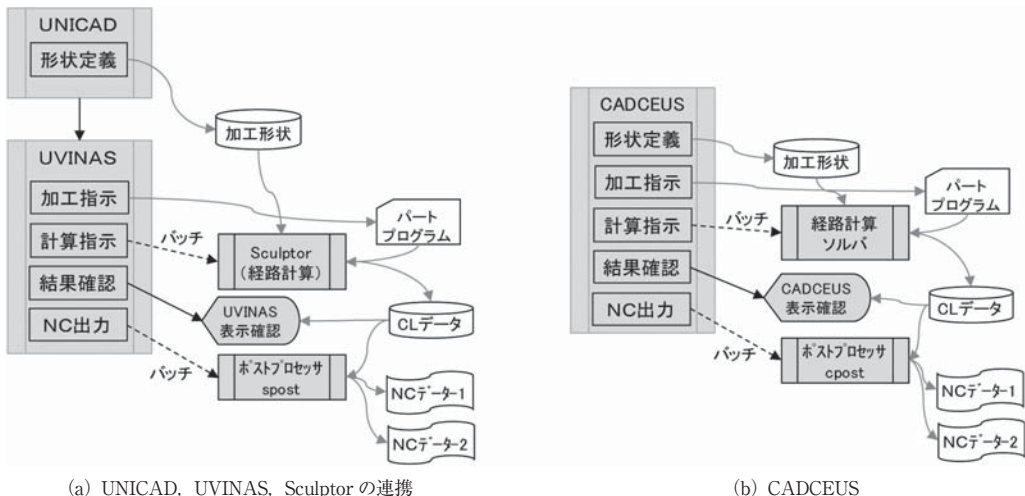 UNICAD
形状定義
加工形状
UVINAS
加工指示
計算指示
結果確認
NC出力
バッチ
Sculptor
(経路計算)
パート
プログラム
UVINAS
表示確認
CLデータ
バッチ
ポストプロセッサ
spost
NCデータ-1
NCデータ-2
(a) UNICAD, UVINAS, Sculptor の連携
CADCEUS
形状定義
加工指示
計算指示
結果確認
NC出力
加工形状
パート
プログラム
バッチ
経路計算
ソルバ
CADCEUS
表示確認
CLデータ
バッチ
ポストプロセッサ
cpost
NCデータ-1
NCデータ-2
(b) CADCEUS